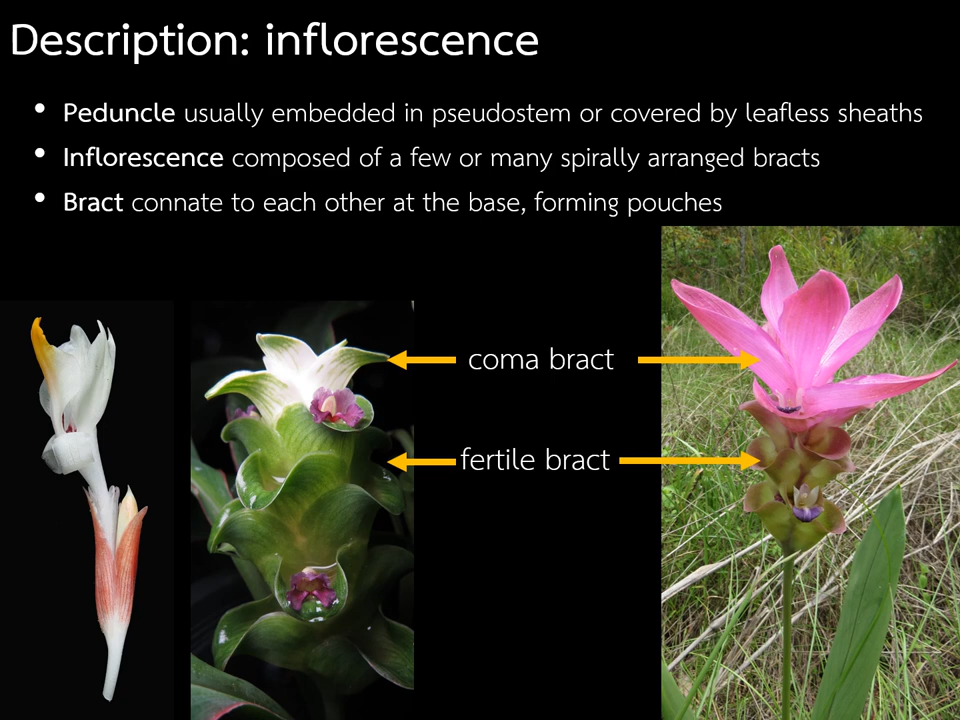 Description: inflorescence
• Peduncle usually embedded in pseudostem or covered by leafless sheaths
• Inflorescence composed of a few or many spirally arranged bracts
• Bract connate to each other at the base, forming pouches
coma bract
fertile bract